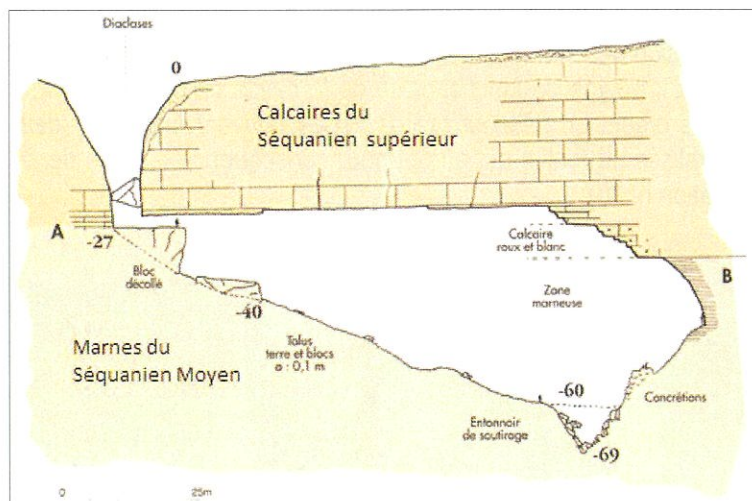 Diaclases
0
Calcaires du
Séquanien supérieur
A
-27
Calcaire
roux et blanc
B
Bloc
décollé
Zone
marneuse
-40
Marnes du
Séquanien Moyen
Talus
terre et blocs
a : 0,1 m
-60
Concrétions
Entonnoir
de soutirage
-69
0
25m